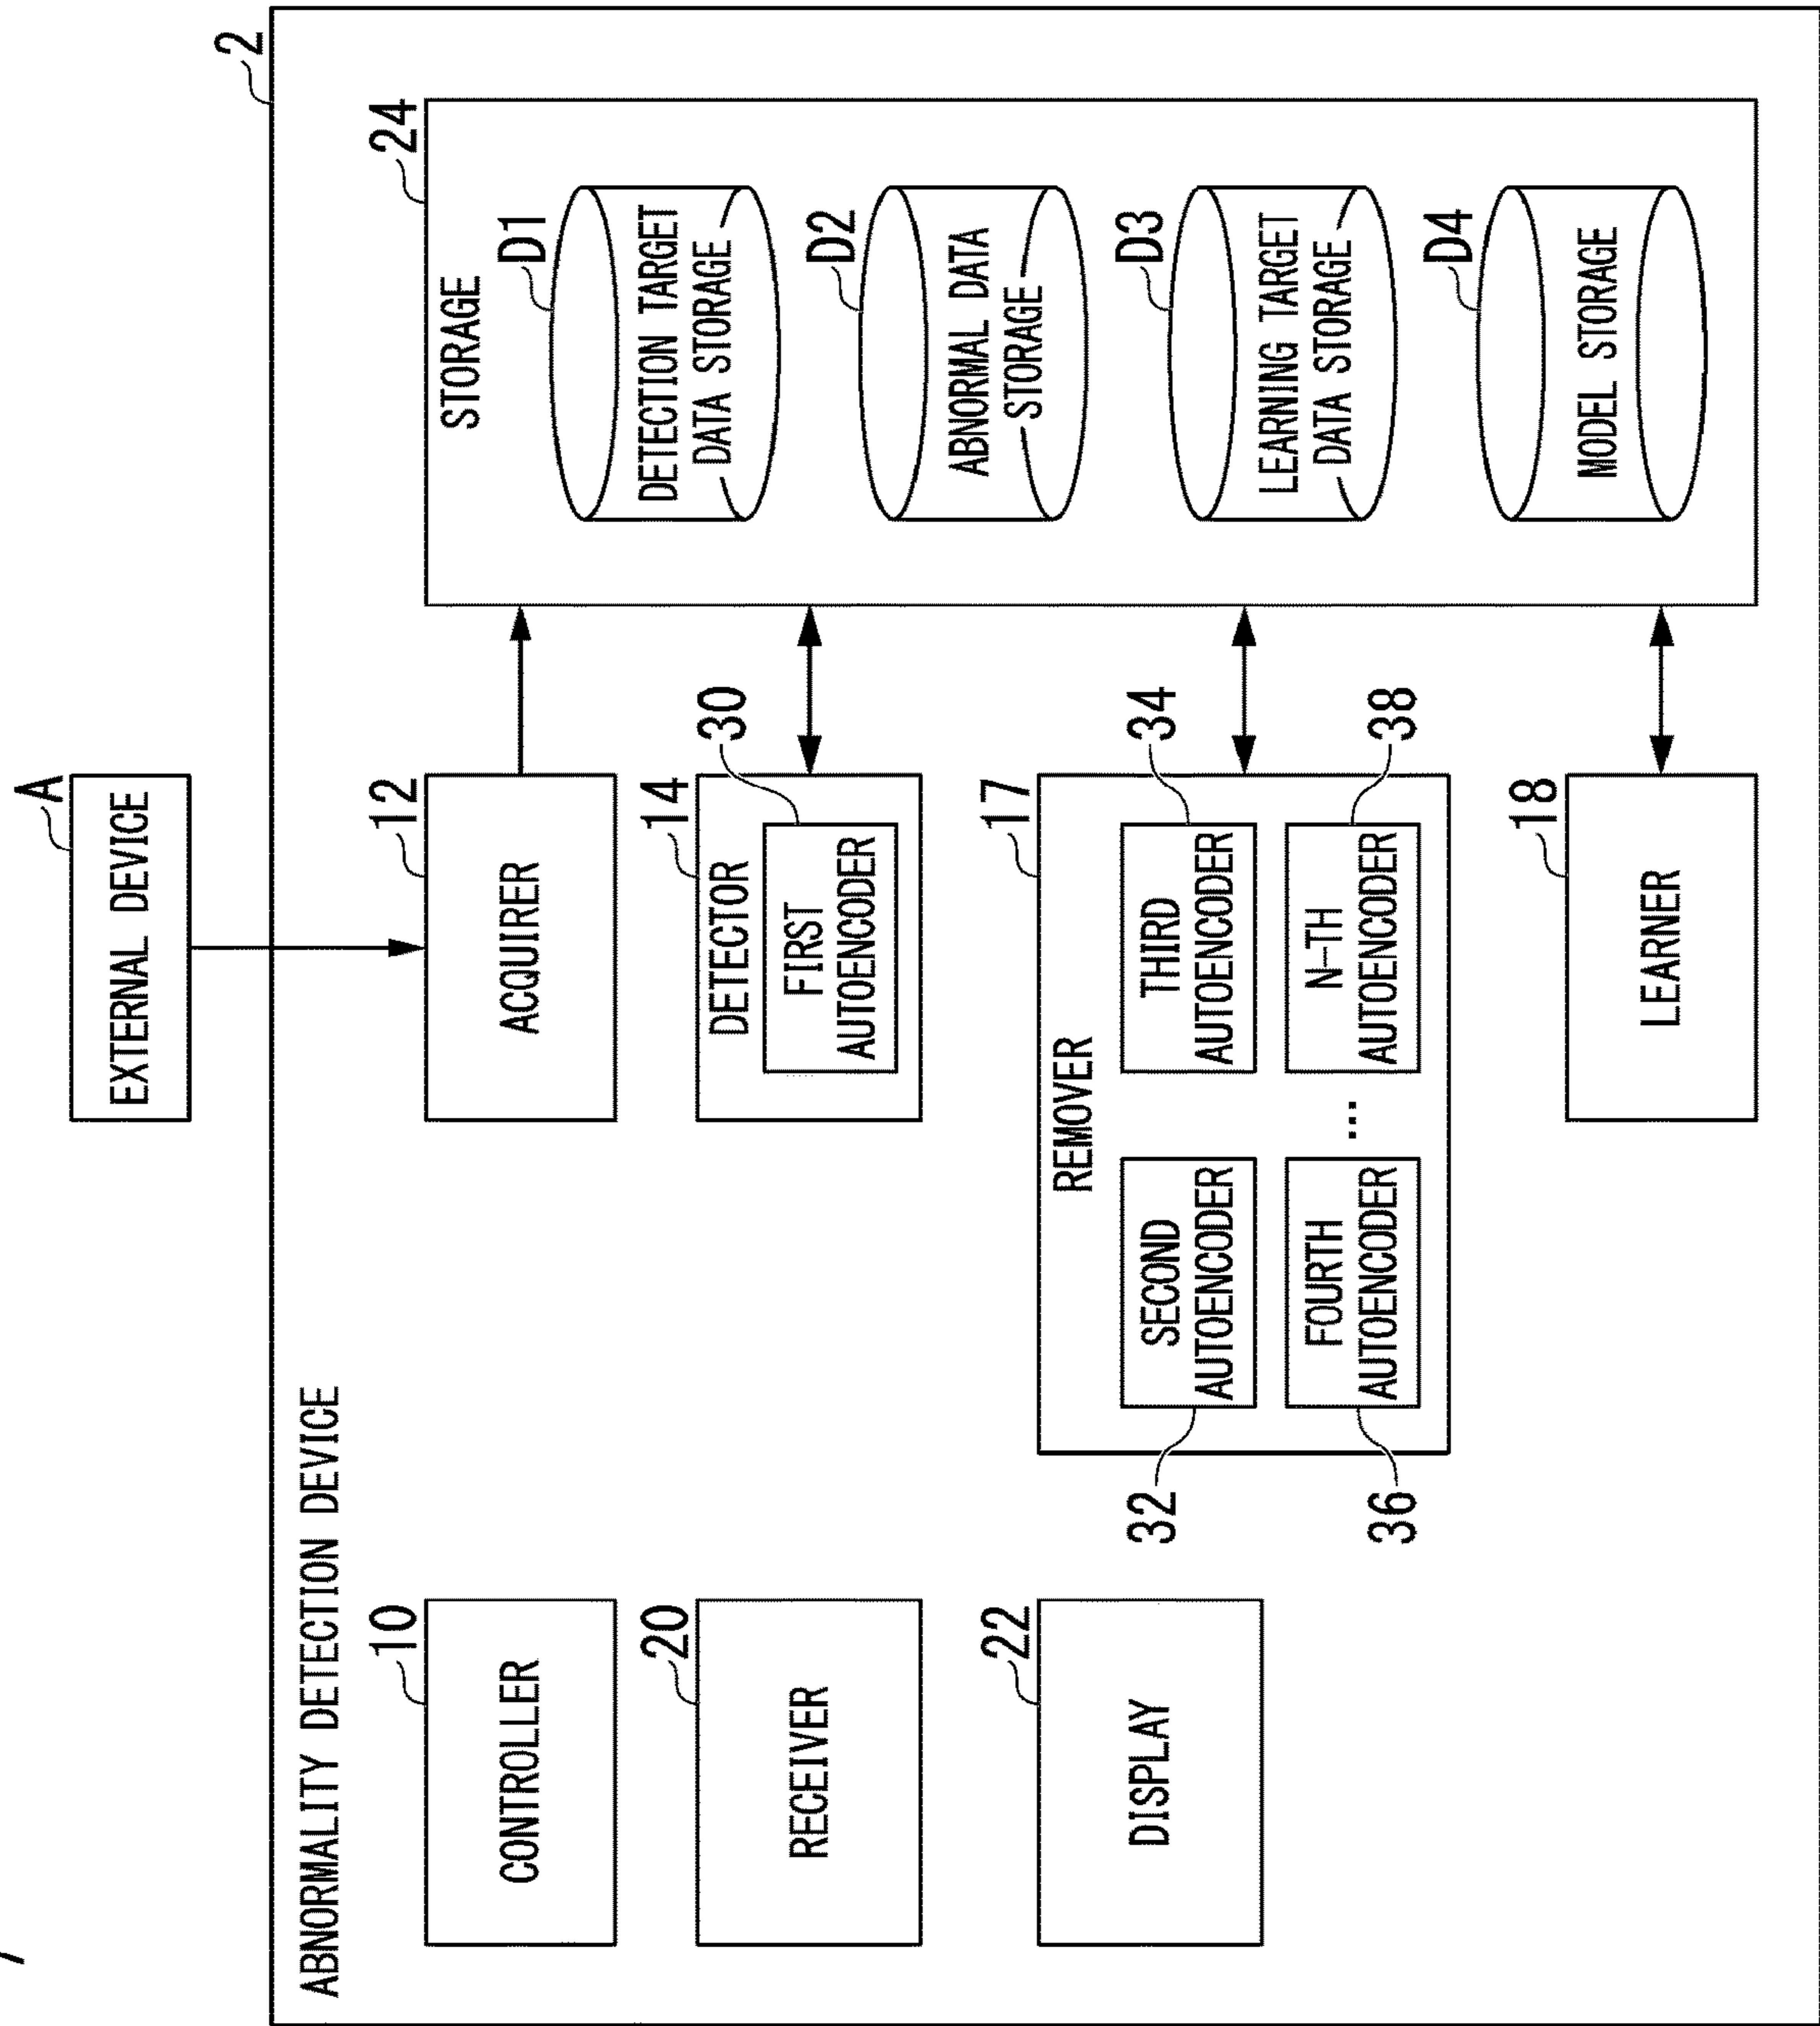 A
EXTERNAL DEVICE
2
ABNORMALITY DETECTION DEVICE
10
CONTROLLER
20
RECEIVER
22
DISPLAY
12
ACQUIRER
14
DETECTOR
30
FIRST
AUTOENCODER
17
REMOVER
32
SECOND
AUTOENCODER
34
THIRD
AUTOENCODER
36
FOURTH
AUTOENCODER
...
38
N-TH
AUTOENCODER
18
LEARNER
24
STORAGE
D1
DETECTION TARGET
DATA STORAGE
D2
ABNORMAL DATA
STORAGE
D3
LEARNING TARGET
DATA STORAGE
D4
MODEL STORAGE